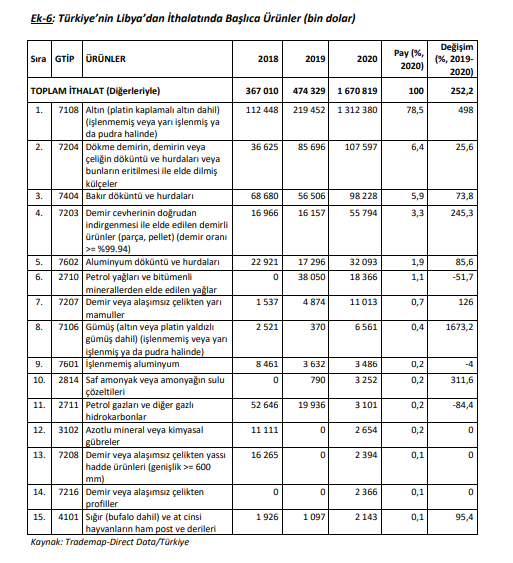 Ek-6: Türkiye'nin Libya'dan İthalatında Başlıca Ürünler (bin dolar)
Sıra GTİP ÜRÜNLER 2018 2019 2020 Pay (%, 2020) Değişim (%, 2019-2020)
TOPLAM İTHALAT (Diğerleriyle) 367 010 474 329 1 670 819 100 252,2
1. 7108 Altın (platin kaplamalı altın dahil) 112 448 219 452 1 312 380 78,5 498
(işlenmemiş veya yarı işlenmiş ya
da pudra halinde)
2. 7204 Dökme demirin, demirin veya 36 625 85 696 107 597 6,4 25,6
çeliğin döküntü ve hurdaları veya
bunların eritilmesi ile elde edilmiş
külçeler
3. 7404 Bakır döküntü ve hurdaları 68 680 56 506 98 228 5,9 73,8
4. 7203 Demir cevherinin doğrudan 16 966 16 157 55 794 3,3 245,3
indirgenmesi ile elde edilen demirli
ürünler (parça, pellet) (demir oranı
>= %99.94)
5. 7602 Aluminyum döküntü ve hurdaları 22 921 17 296 32 093 1,9 85,6
6. 2710 Petrol yağları ve bitümenli 0 38 050 18 366 1,1 -51,7
minerallerden elde edilen yağlar
7. 7207 Demir veya alaşımsız çelikten yarı 1 537 4 874 11 013 0,7 126
mamuller
8. 7106 Gümüş (altın veya platin yaldızlı 2 521 370 6 561 0,4 1673,2
gümüş dahil) (işlenmemiş veya yarı
işlenmiş ya da pudra halinde)
9. 7601 İşlenmemiş aluminyum 8 461 3 632 3 486 0,2 -4
10. 2814 Saf amonyak veya amonyağın sulu 0 790 3 252 0,2 311,6
çözeltileri
11. 2711 Petrol gazları ve diğer gazlı 52 646 19 936 3 101 0,2 -84,4
hidrokarbonlar
12. 3102 Azotlu mineral veya kimyasal 11 111 0 2 654 0,2 0
gübreler
13. 7208 Demir veya alaşımsız çelikten yassı 16 265 0 2 394 0,1 0
hadde ürünleri (genişlik >= 600
mm)
14. 7216 Demir veya alaşımsız çelikten 0 0 2 366 0,1 0
profiller
15. 4101 Sığır (bufalo dahil) ve at cinsi 1 926 1 097 2 143 0,1 95,4
hayvanların ham post ve derileri
Kaynak: Trademap-Direct Data/Türkiye